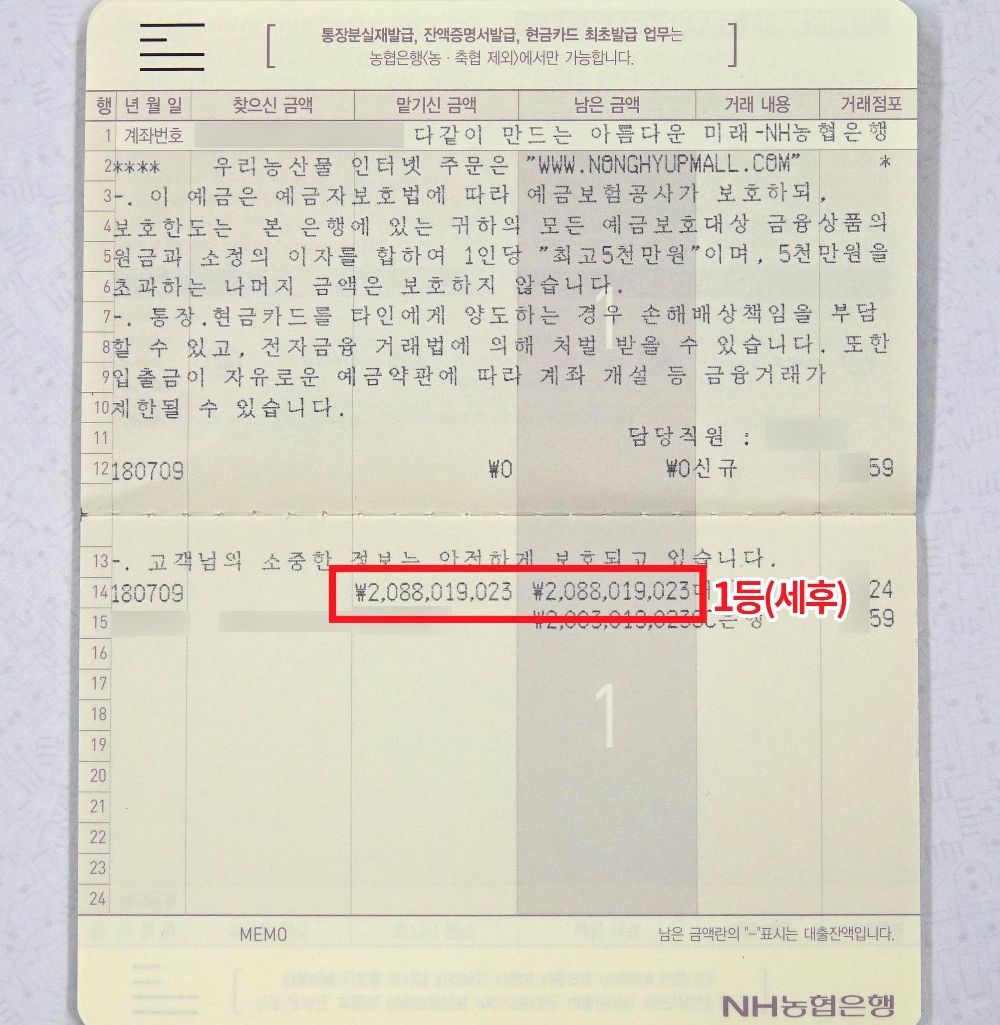 통장분실재발급, 잔액증명서발급, 현금카드 최초발급 업무는
농협은행(농·축협 제외)에서만 가능합니다.
행 년월일 찾으신 금액 맡기신 금액 남은 금액 거래 내용 거래점포
1 계좌번호 다같이 만드는 아름다운 미래-NH농협은행
2 **** 우리농산물 인터넷 주문은 "WWW.NONGHYUPMALL.COM" *
3 -. 이 예금은 예금자보호법에 따라 예금보험공사가 보호하되,
4 보호한도는 본 은행에 있는 귀하의 모든 예금보호대상 금융상품의
5 원금과 소정의 이자를 합하여 1인당 "최고5천만원"이며, 5천만원을
6 초과하는 나머지 금액은 보호하지 않습니다.
7 -. 통장.현금카드를 타인에게 양도하는 경우 손해배상책임을 부담
8 할 수 있고, 전자금융 거래법에 의해 처벌 받을 수 있습니다. 또한
9 입출금이 자유로운 예금약관에 따라 계좌 개설 등 금융거래가
10 제한될 수 있습니다.
11 담당직원 :
12 180709 ₩0 ₩0신규 59
1
13 -. 고객님의 소중한 정보는 안전하게 보호되고 있습니다.
14 180709 ₩2,088,019,023 ₩2,088,019,023 24
1등(세후)
15 59
16
17
18
1
19
20
21
22
23
24
MEMO 남은 금액란의 "-"표시는 대출잔액입니다.
NH농협은행